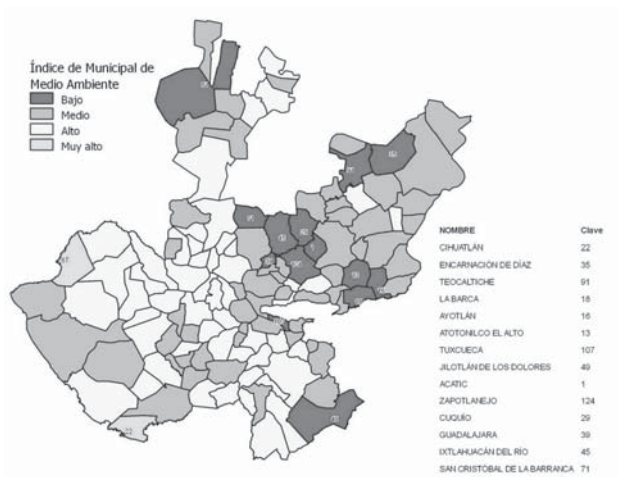 Índice de Municipal de
Medio Ambiente
Bajo
Medio
Alto
Muy alto
NOMBRE Clave
CIHUATLÁN 22
ENCARNACIÓN DE DÍAZ 35
TEOCALTICHE 91
LA BARCA 18
AYOTLÁN 16
ATOTONILCO EL ALTO 13
TUXCUECA 107
JILOTLÁN DE LOS DOLORES 49
ACATIC 1
ZAPOTLANEJO 124
CUQUÍO 29
GUADALAJARA 39
IXTLAHUACÁN DEL RÍO 45
SAN CRISTOBAL DE LA BARRANCA 71